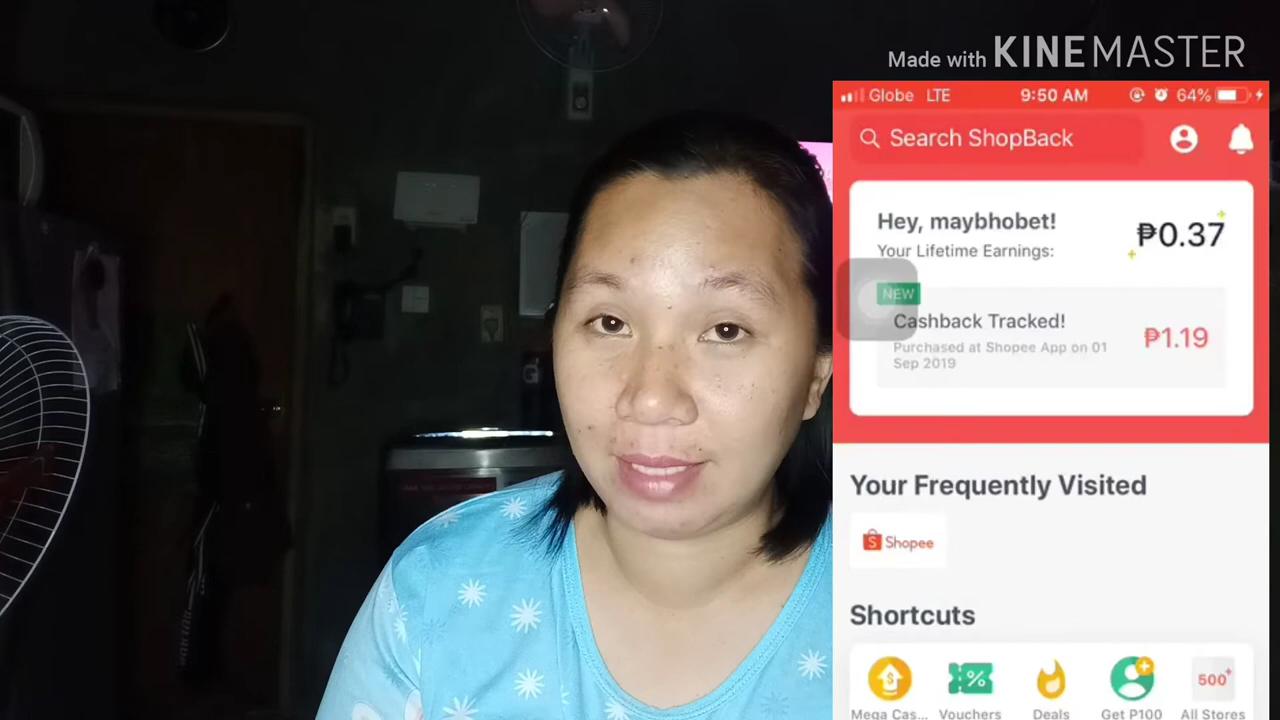 Made with KINEMASTER
Globe LTE 9:50 AM 64%
Search ShopBack
Hey, maybhobet!
₱0.37
Your Lifetime Earnings:
NEW
Cashback Tracked!
₱1.19
Purchased at Shopee App on 01
Sep 2019
Your Frequently Visited
Shopee
Shortcuts
500+
Mega Cas... Vouchers Deals Get P100 All Stores